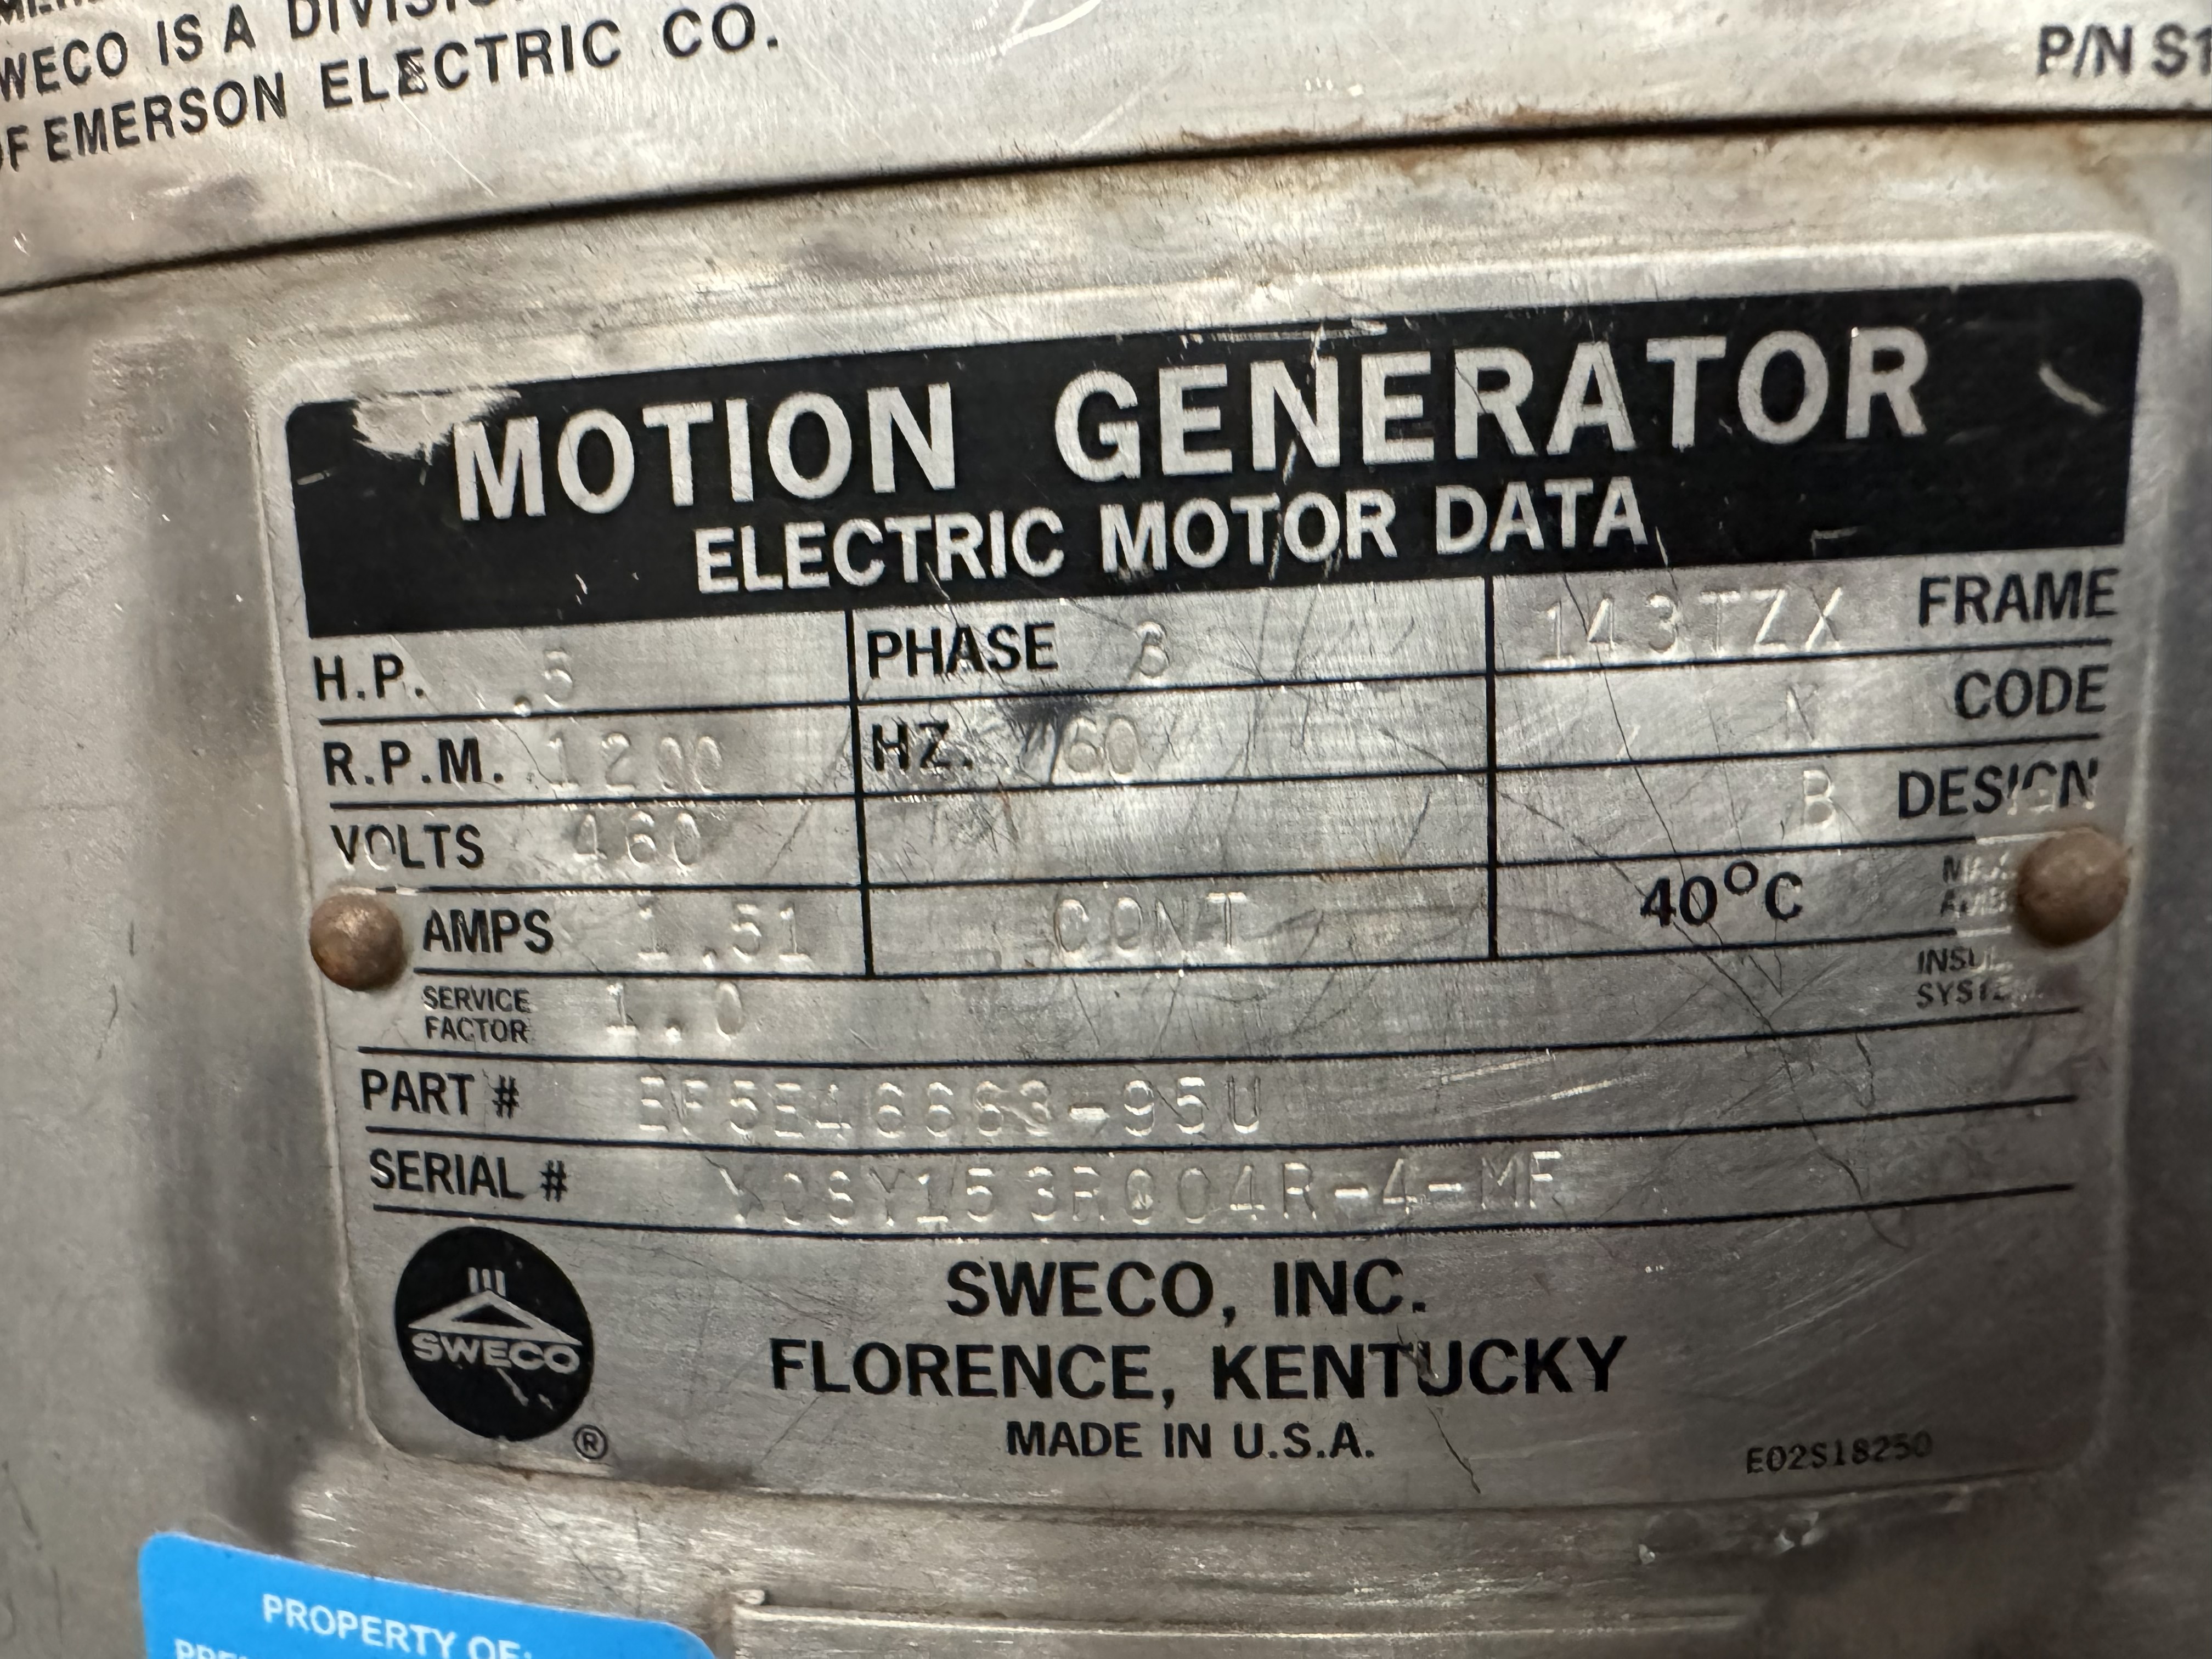 WECO IS A
OF EMERSON ELECTRIC CO.
P/N S1
MOTION GENERATOR
ELECTRIC MOTOR DATA
H.P. .5 PHASE 3 143TZX FRAME
R.P.M. 1200 HZ. 60 CODE
VOLTS 460 B DESIGN
AMPS 1.51 CONT 40°C
SERVICE
FACTOR 1.0
PART #
SERIAL #
SWECO
®
SWECO, INC.
FLORENCE, KENTUCKY
MADE IN U.S.A.
E02S18250
PROPERTY OF: